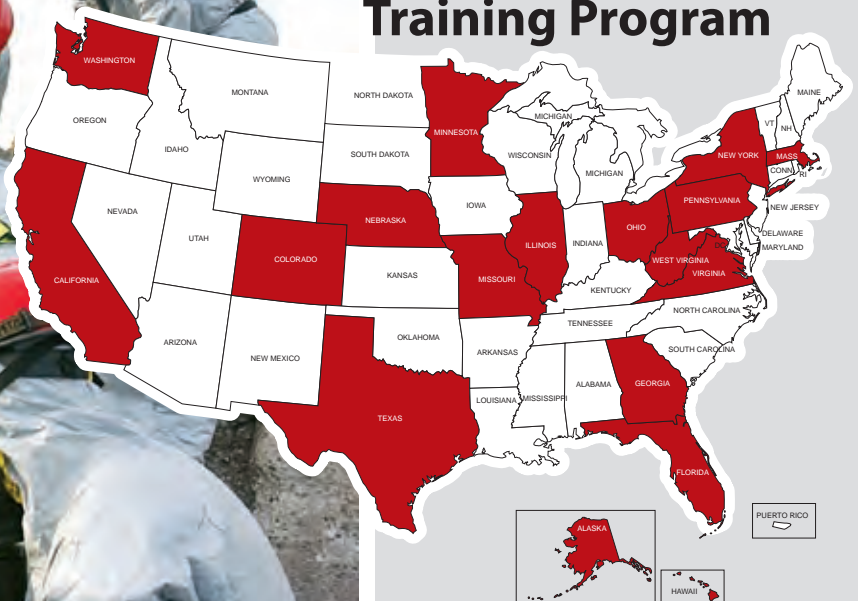 Training Program
WASHINGTON
MONTANA
NORTH DAKOTA
MAINE
OREGON
MINNESOTA
MICHIGAN
VT
NH
IDAHO
SOUTH DAKOTA
WISCONSIN
NEW YORK
MASS
WYOMING
MICHIGAN
CONN
RI
NEVADA
NEBRASKA
IOWA
PENNSYLVANIA
NEW JERSEY
UTAH
ILLINOIS
INDIANA
OHIO
DELAWARE
COLORADO
DC
MARYLAND
CALIFORNIA
KANSAS
MISSOURI
WEST VIRGINIA
VIRGINIA
KENTUCKY
NORTH CAROLINA
ARIZONA
NEW MEXICO
OKLAHOMA
TENNESSEE
ARKANSAS
SOUTH CAROLINA
TEXAS
LOUISIANA
MISSISSIPPI
ALABAMA
GEORGIA
FLORIDA
PUERTO RICO
ALASKA
HAWAII